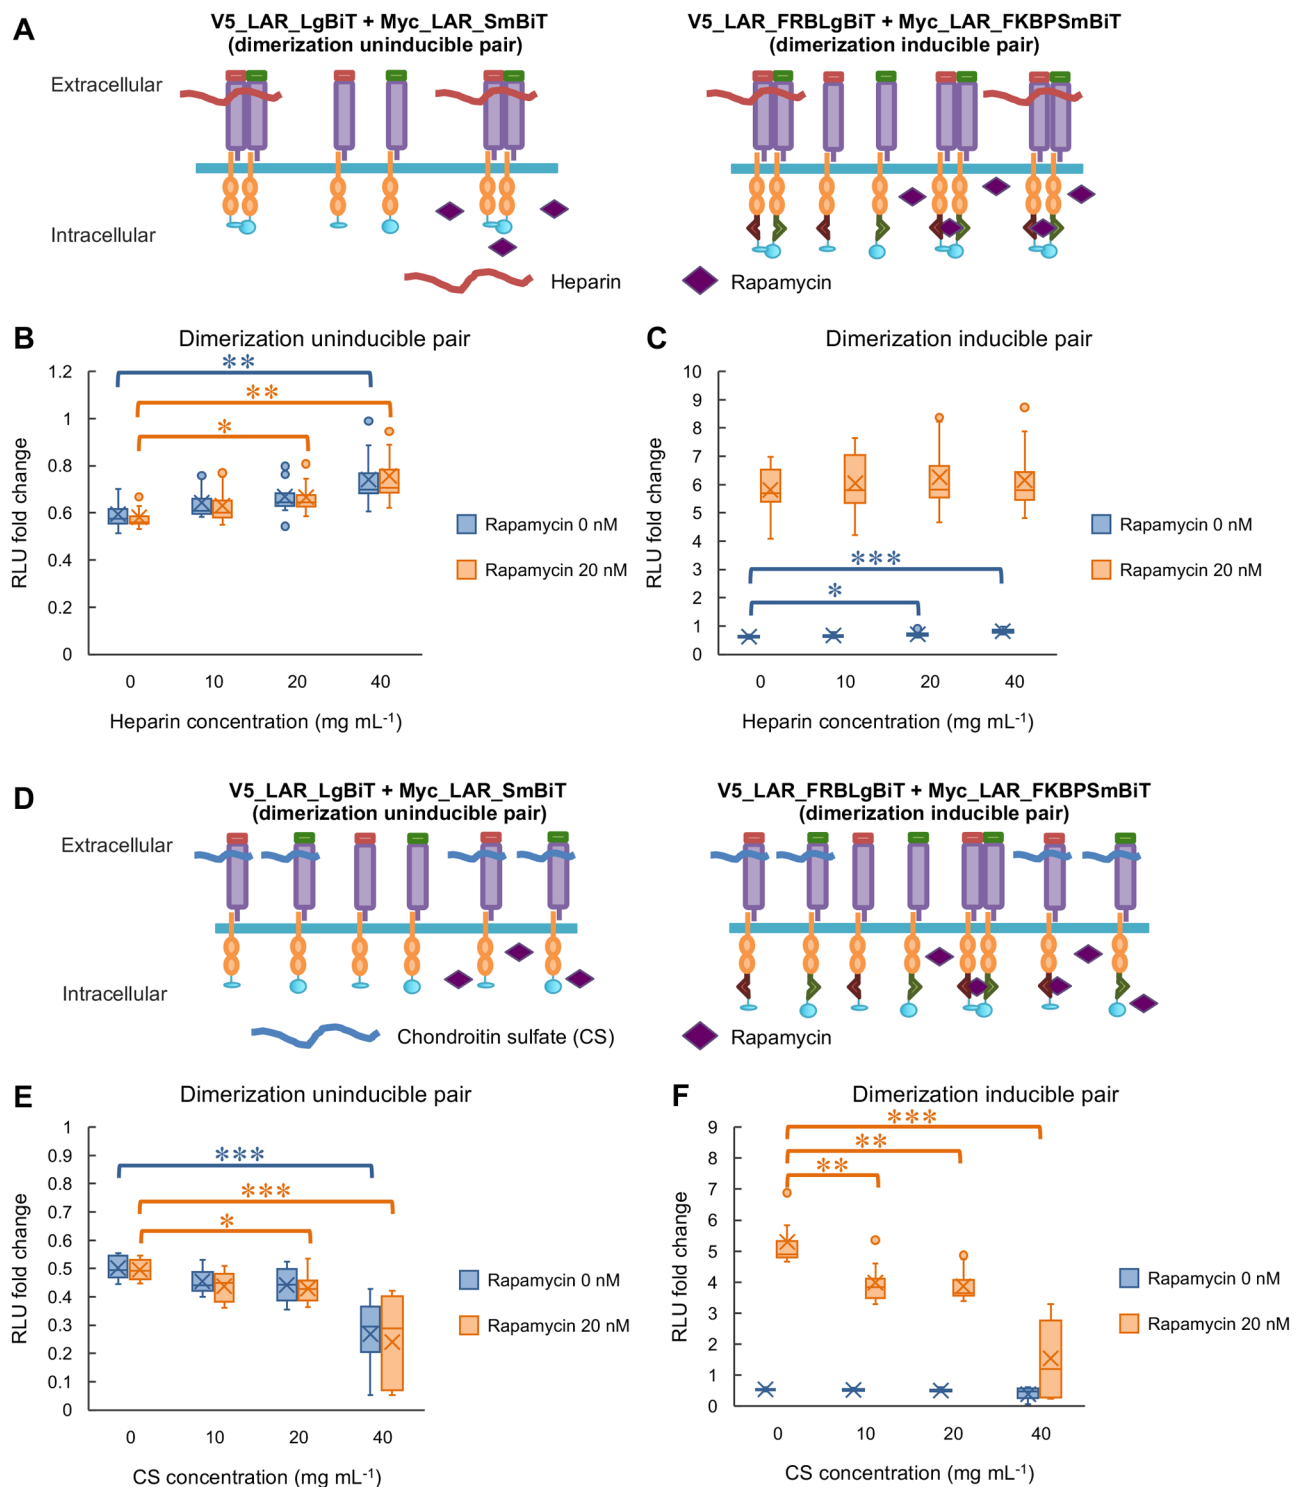 A
V5_LAR_LgBiT + Myc_LAR_SmBiT
(dimerization uninducible pair)
V5_LAR_FRBLgBiT + Myc_LAR_FKBPSmBiT
(dimerization inducible pair)
Extracellular
Intracellular
Heparin
Rapamycin
B
Dimerization uninducible pair
**
**
*
1.2
1
0.8
0.6
0.4
0.2
0
RLU fold change
Rapamycin 0 nM
Rapamycin 20 nM
0 10 20 40
Heparin concentration (mg mL-1)
C
Dimerization inducible pair
10
9
8
7
6
5
4
3
2
1
0
RLU fold change
***
*
Rapamycin 0 nM
Rapamycin 20 nM
0 10 20 40
Heparin concentration (mg mL-1)
D
V5_LAR_LgBiT + Myc_LAR_SmBiT
(dimerization uninducible pair)
V5_LAR_FRBLgBiT + Myc_LAR_FKBPSmBiT
(dimerization inducible pair)
Extracellular
Intracellular
Chondroitin sulfate (CS)
Rapamycin
E
Dimerization uninducible pair
1
0.9
0.8
0.7
0.6
0.5
0.4
0.3
0.2
0.1
0
RLU fold change
***
***
*
Rapamycin 0 nM
Rapamycin 20 nM
0 10 20 40
CS concentration (mg mL-1)
F
Dimerization inducible pair
9
8
7
6
5
4
3
2
1
0
RLU fold change
***
**
**
Rapamycin 0 nM
Rapamycin 20 nM
0 10 20 40
CS concentration (mg mL-1)